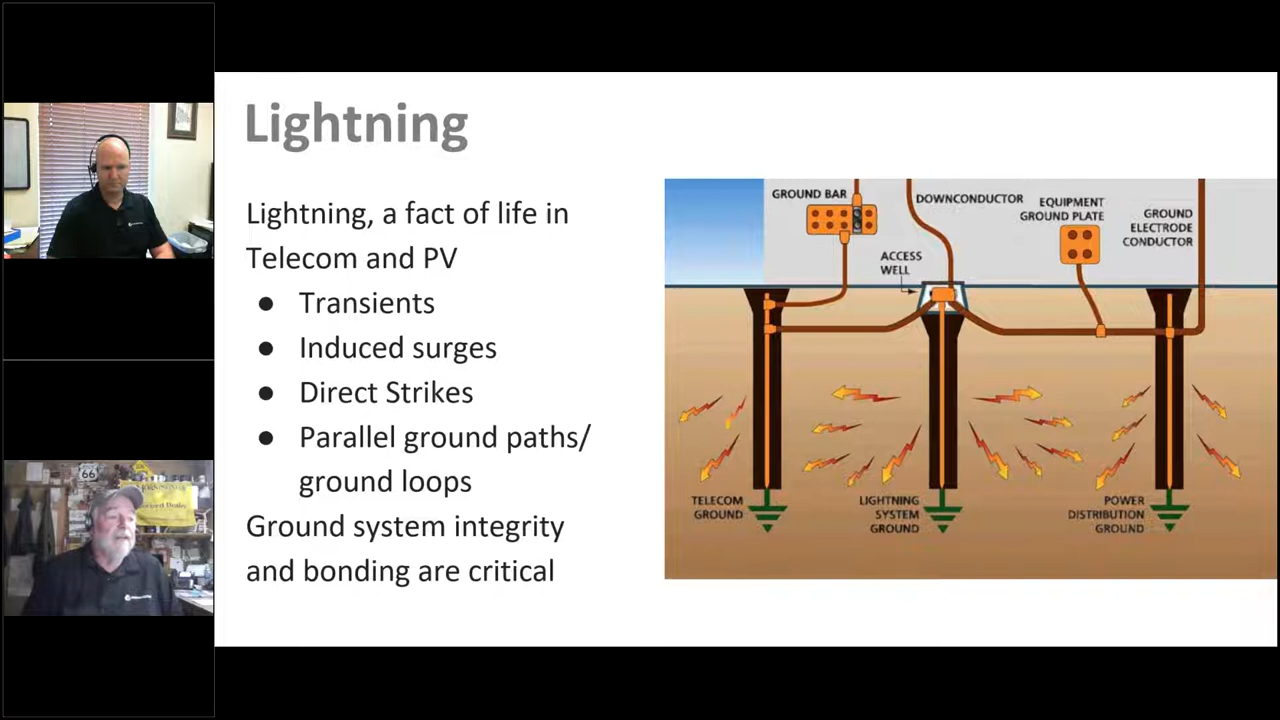 Lightning
Lightning, a fact of life in
Telecom and PV
● Transients
● Induced surges
● Direct Strikes
● Parallel ground paths/
ground loops
Ground system integrity
and bonding are critical
GROUND BAR
DOWNCONDUCTOR
EQUIPMENT
GROUND PLATE
GROUND
ELECTRODE
CONDUCTOR
ACCESS
WELL
TELECOM
GROUND
LIGHTNING
SYSTEM
GROUND
POWER
DISTRIBUTION
GROUND
66